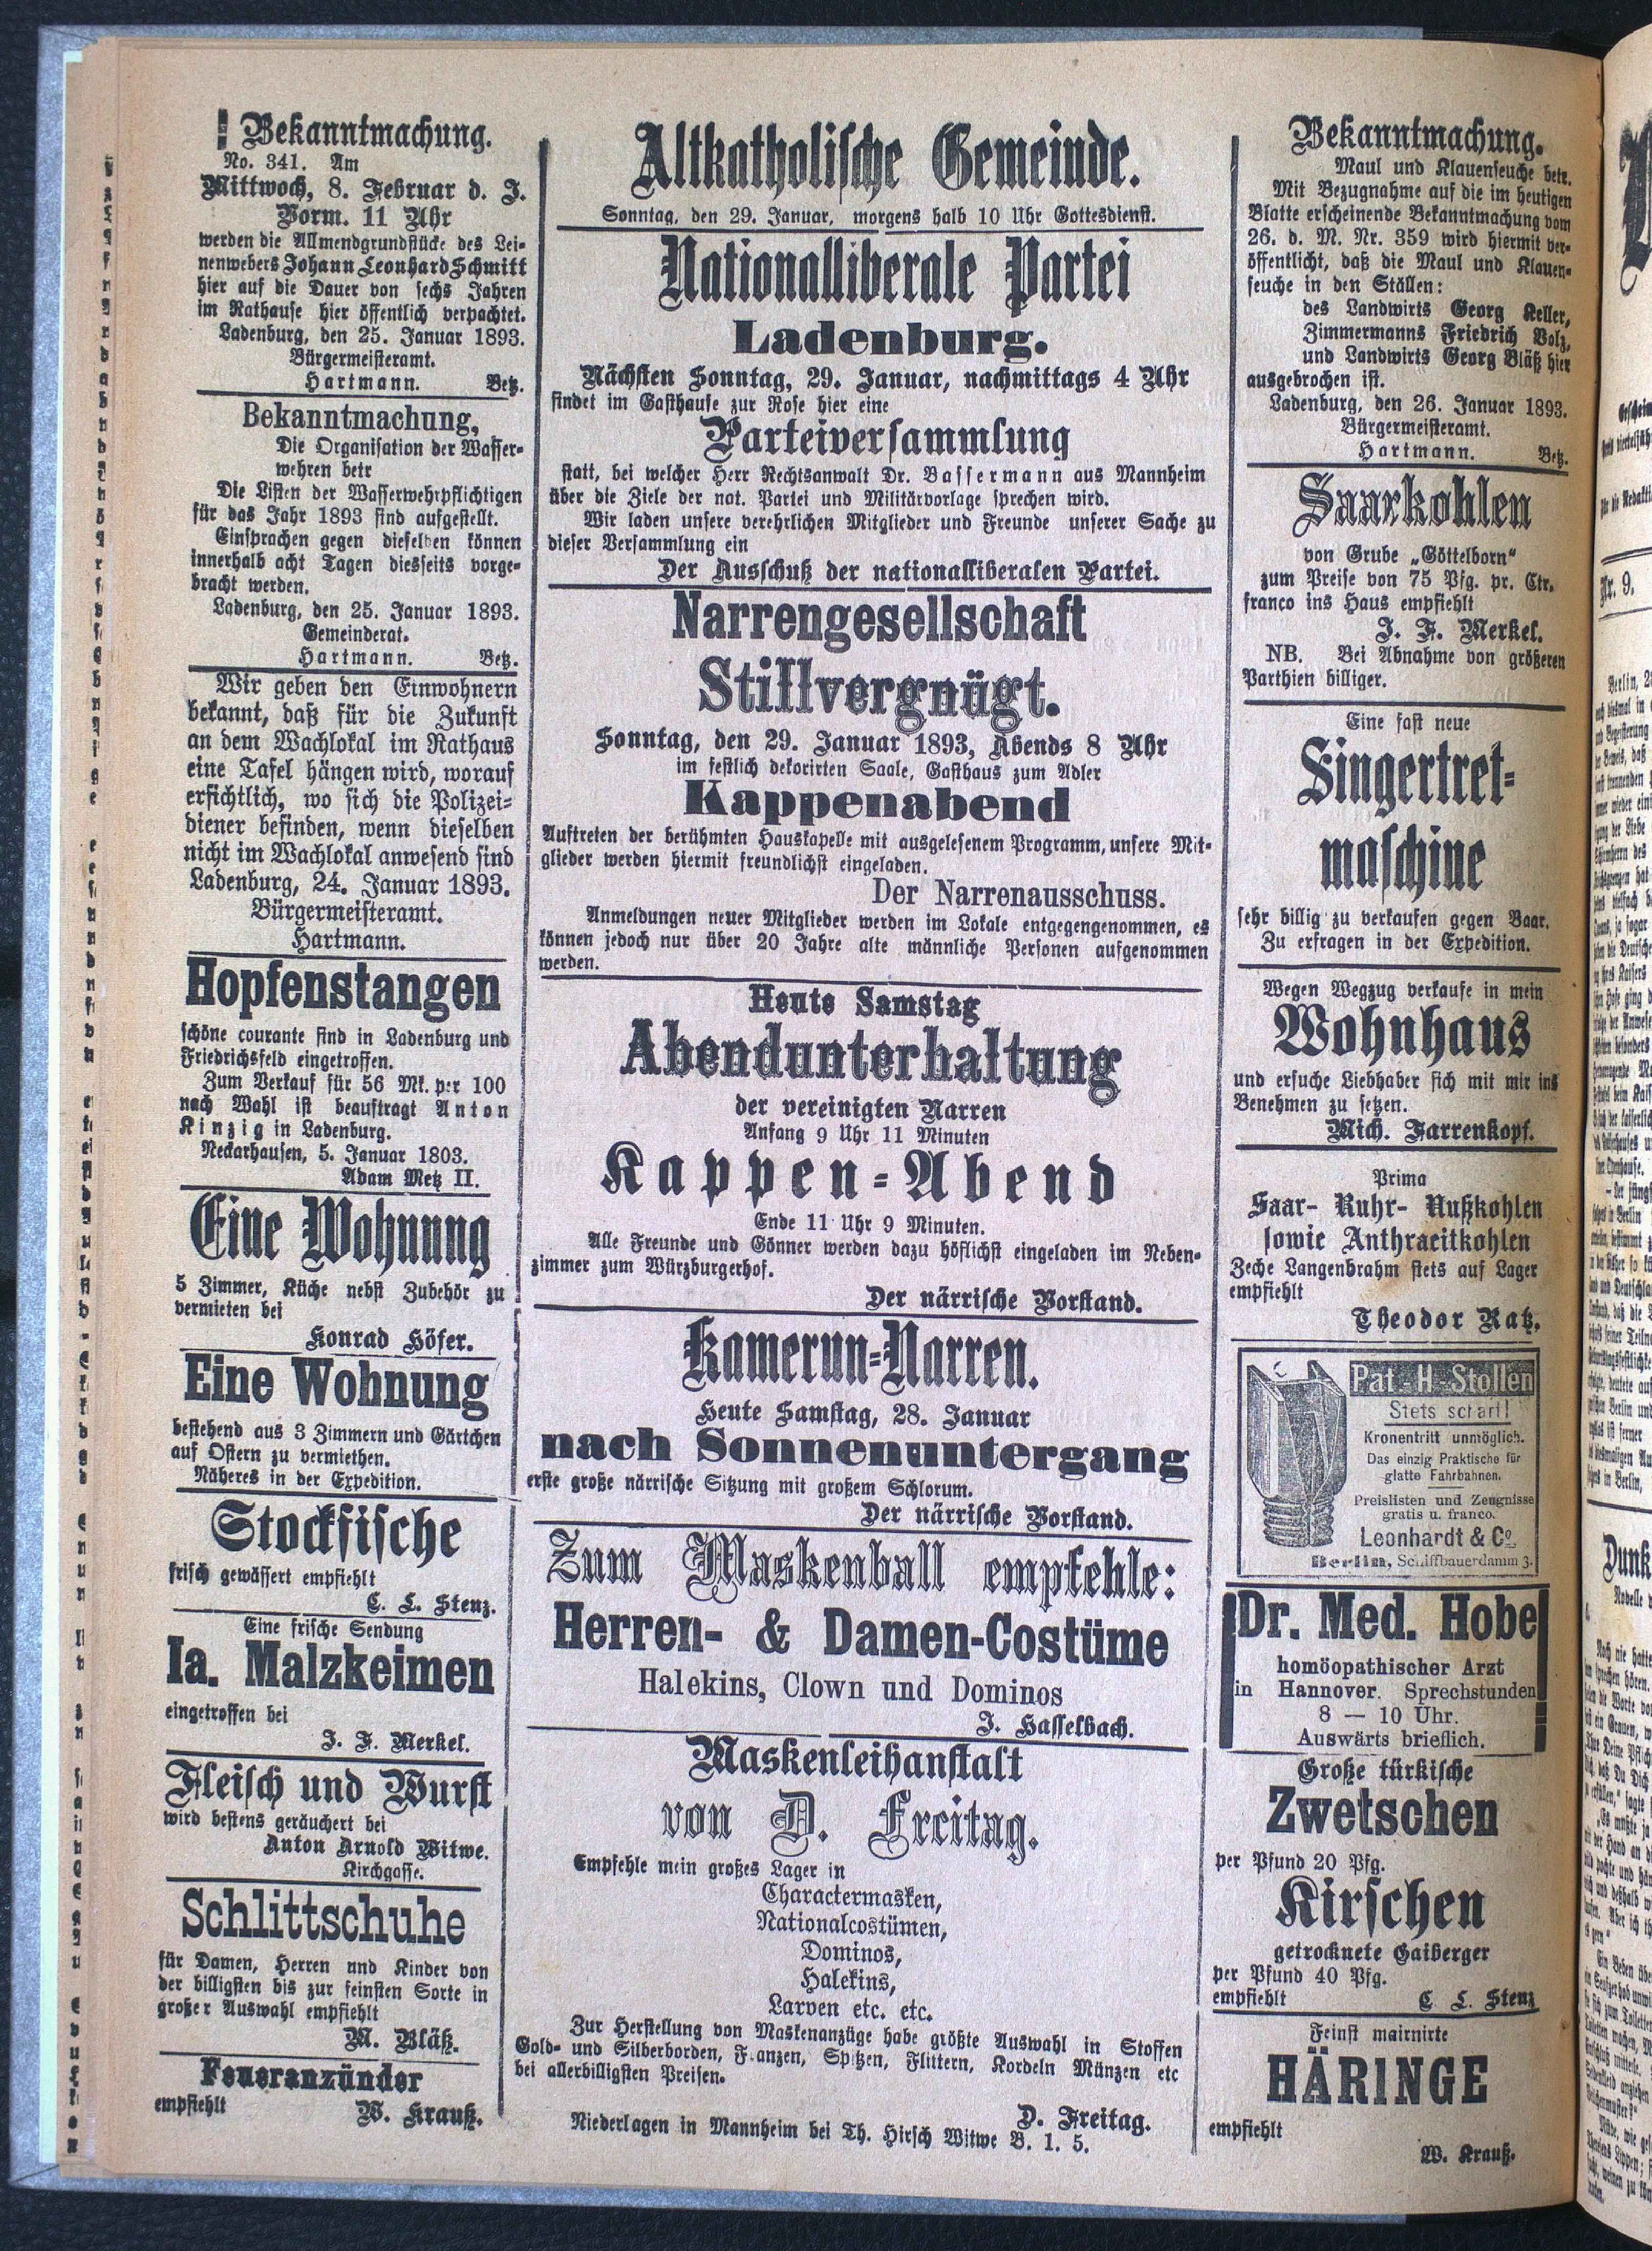 Bekanntmachung.
No. 341. Am
Mittwoch, 8. Februar d. J.
Vorm. 11 Uhr
werden die Allmendgrundstücke des Lei-
nenwebers Johann Leonhard Schmitt
hier auf die Dauer von sechs Jahren
im Rathause hier öffentlich verpachtet.
Ladenburg, den 25. Januar 1893.
Bürgermeisteramt.
Hartmann. Betz.
Bekanntmachung,
Die Organisation der Wasser-
wehren betr
Die Listen der Wasserwehrpflichtigen
für das Jahr 1893 sind aufgestellt.
Einsprachen gegen dieselben können
innerhalb acht Tagen diesseits vorge-
bracht werden.
Ladenburg, den 25. Januar 1893.
Gemeinderat.
Hartmann. Betz.
Wir geben den Einwohnern
bekannt, daß für die Zukunft
an dem Wachlokal im Rathaus
eine Tafel hängen wird, worauf
ersichtlich, wo sich die Polizei-
diener befinden, wenn dieselben
nicht im Wachlokal anwesend sind
Ladenburg, 24. Januar 1893.
Bürgermeisteramt.
Hartmann.
Hopfenstangen
schöne courante sind in Ladenburg und
Friedrichsfeld eingetroffen.
Zum Verkauf für 56 Mk. per 100
nach Wahl ist beauftragt Anton
Kinzig in Ladenburg.
Neckarhausen, 5. Januar 1803.
Adam Metz II.
Eine Wohnung
5 Zimmer, Küche nebst Zubehör zu
vermieten bei
Konrad Höfer.
Eine Wohnung
bestehend aus 3 Zimmern und Gärtchen
auf Ostern zu vermiethen.
Näheres in der Expedition.
Stockfische
frisch gewässert empfiehlt
C. L. Stenz.
Eine frische Sendung
Ia. Malzkeimen
eingetroffen bei
J. F. Merkel.
Fleisch und Wurst
wird bestens geräuchert bei
Anton Arnold Witwe.
Kirchgasse.
Schlittschuhe
für Damen, Herren und Kinder von
der billigsten bis zur feinsten Sorte in
großer Auswahl empfiehlt
M. Bläß.
Feueranzünder
empfiehlt W. Krauß.
Altkatholische Gemeinde.
Sonntag, den 29. Januar, morgens halb 10 Uhr Gottesdienst.
Nationalliberale Partei
Ladenburg.
Nächsten Sonntag, 29. Januar, nachmittags 4 Uhr
findet im Gasthause zur Rose hier eine
Parteiversammlung
statt, bei welcher Herr Rechtsanwalt Dr. Bassermann aus Mannheim
über die Ziele der nat. Partei und Militärvorlage sprechen wird.
Wir laden unsere verehrlichen Mitglieder und Freunde unserer Sache zu
dieser Versammlung ein
Der Ausschuß der nationalliberalen Partei.
Narrengesellschaft
Stillvergnügt.
Sonntag, den 29. Januar 1893, Abends 8 Uhr
im festlich dekorirten Saale, Gasthaus zum Adler
Kappenabend
Auftreten der berühmten Hauskapelle mit ausgelesenem Programm, unsere Mit-
glieder werden hiermit freundlichst eingeladen.
Der Narrenausschuss.
Anmeldungen neuer Mitglieder werden im Lokale entgegengenommen, es
können jedoch nur über 20 Jahre alte männliche Personen aufgenommen
werden.
Heute Samstag
Abendunterhaltung
der vereinigten Narren
Anfang 9 Uhr 11 Minuten
Kappen-Abend
Ende 11 Uhr 9 Minuten.
Alle Freunde und Gönner werden dazu höflichst eingeladen im Neben-
zimmer zum Würzburgerhof.
Der närrische Vorstand.
Kamerun-Narren.
Heute Samstag, 28. Januar
nach Sonnenuntergang
erste große närrische Sitzung mit großem Schlorum.
Der närrische Vorstand.
Zum Maskenball empfehle:
Herren- & Damen-Costüme
Halekins, Clown und Dominos
J. Hasselbach.
Maskenleihanstalt
von D. Freitag.
Empfehle mein großes Lager in
Charactermasken,
Nationalcostümen,
Dominos,
Halekins,
Larven etc. etc.
Zur Herstellung von Maskenanzüge habe größte Auswahl in Stoffen
Gold- und Silberborden, F.anzen, Spitzen, Flittern, Kordeln Münzen etc
bei allerbilligsten Preisen.
D. Freitag.
Niederlagen in Mannheim bei Th. Hirsch Witwe B. 1. 5.
Bekanntmachung.
Maul und Klauenseuche betr.
Mit Bezugnahme auf die im heutigen
Blatte erscheinende Bekanntmachung vom
26. d. M. Nr. 359 wird hiermit ver-
öffentlicht, daß die Maul und Klauen-
seuche in den Ställen:
des Landwirts Georg Keller,
Zimmermanns Friedrich Volz,
und Landwirts Georg Bläß hier
ausgebrochen ist.
Ladenburg, den 26. Januar 1893.
Bürgermeisteramt.
Hartmann. Betz.
Saarkohlen
von Grube „Göttelborn“
zum Preise von 75 Pfg. pr. Ctr.
franco ins Haus empfiehlt
J. F. Merkel.
NB. Bei Abnahme von größeren
Parthien billiger.
Eine fast neue
Singertret-
maschine
sehr billig zu verkaufen gegen Baar.
Zu erfragen in der Expedition.
Wegen Wegzug verkaufe in mein
Wohnhaus
und ersuche Liebhaber sich mit mir ins
Benehmen zu setzen.
Mich. Farrenkopf.
Prima
Saar- Ruhr- Nußkohlen
sowie Anthracitkohlen
Zeche Langenbrahm stets auf Lager
empfiehlt
Theodor Ratz.
Pat-H-Stollen
Stets scharf!
Kronentritt unmöglich.
Das einzig Praktische für
glatte Fahrbahnen.
Preislisten und Zeugnisse
gratis u. franco.
Leonhardt & Co.
Berlin, Schiffbauerdamm 3.
Dr. Med. Hobe
homöopathischer Arzt
in Hannover. Sprechstunden
8 — 10 Uhr.
Auswärts brieflich.
Große türkische
Zwetschen
per Pfund 20 Pfg.
Kirschen
getrocknete Gaiberger
per Pfund 40 Pfg.
empfiehlt C L. Stenz
Feinst mairnirte
HÄRINGE
empfiehlt
W. Krauß.
Nr. 9.